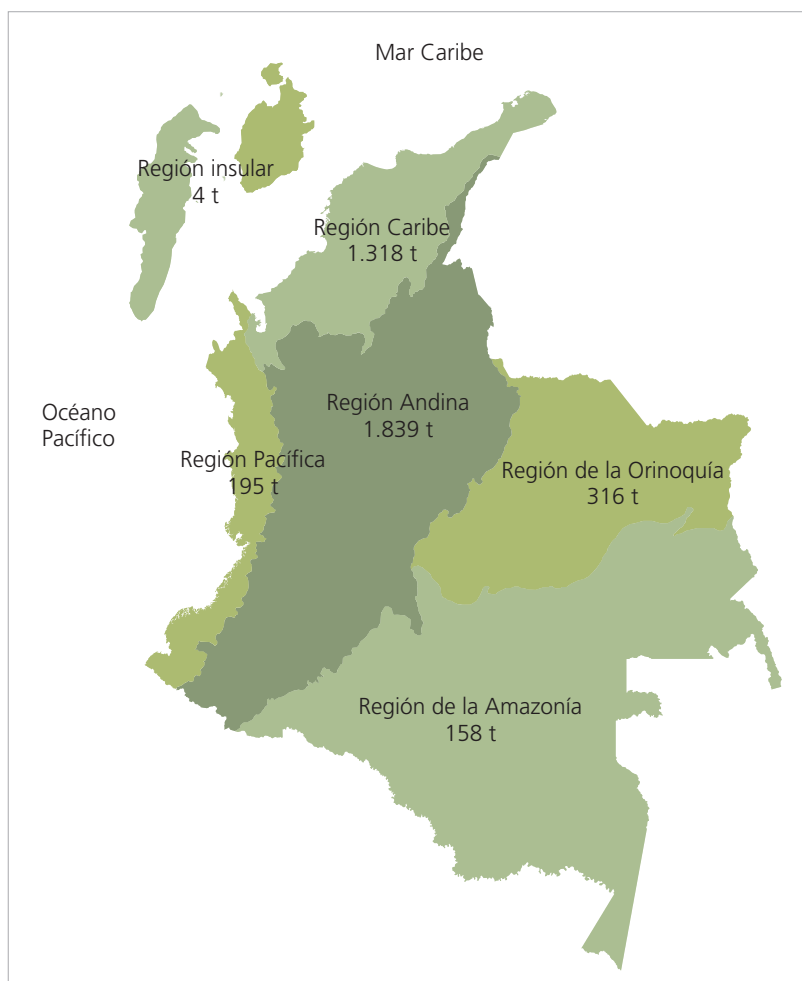 Mar Caribe
Región insular
4 t
Región Caribe
1.318 t
Océano
Pacífico
Región Andina
1.839 t
Región Pacífica
195 t
Región de la Orinoquía
316 t
Región de la Amazonía
158 t